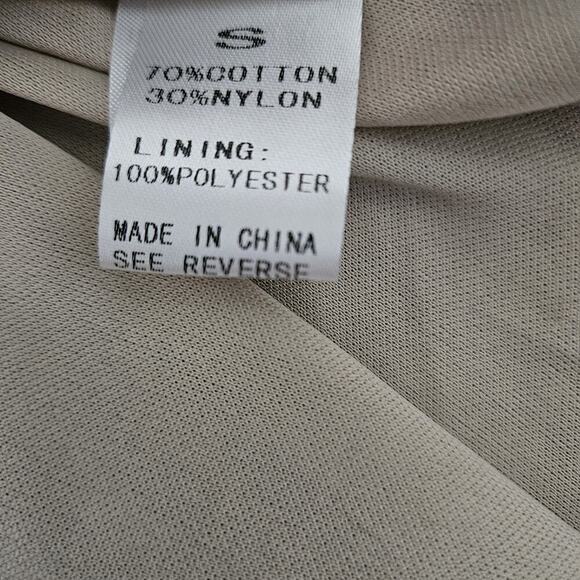 S
70%COTTON
30%NYLON
LINING:
100%POLYESTER
MADE IN CHINA
SEE REVERSE